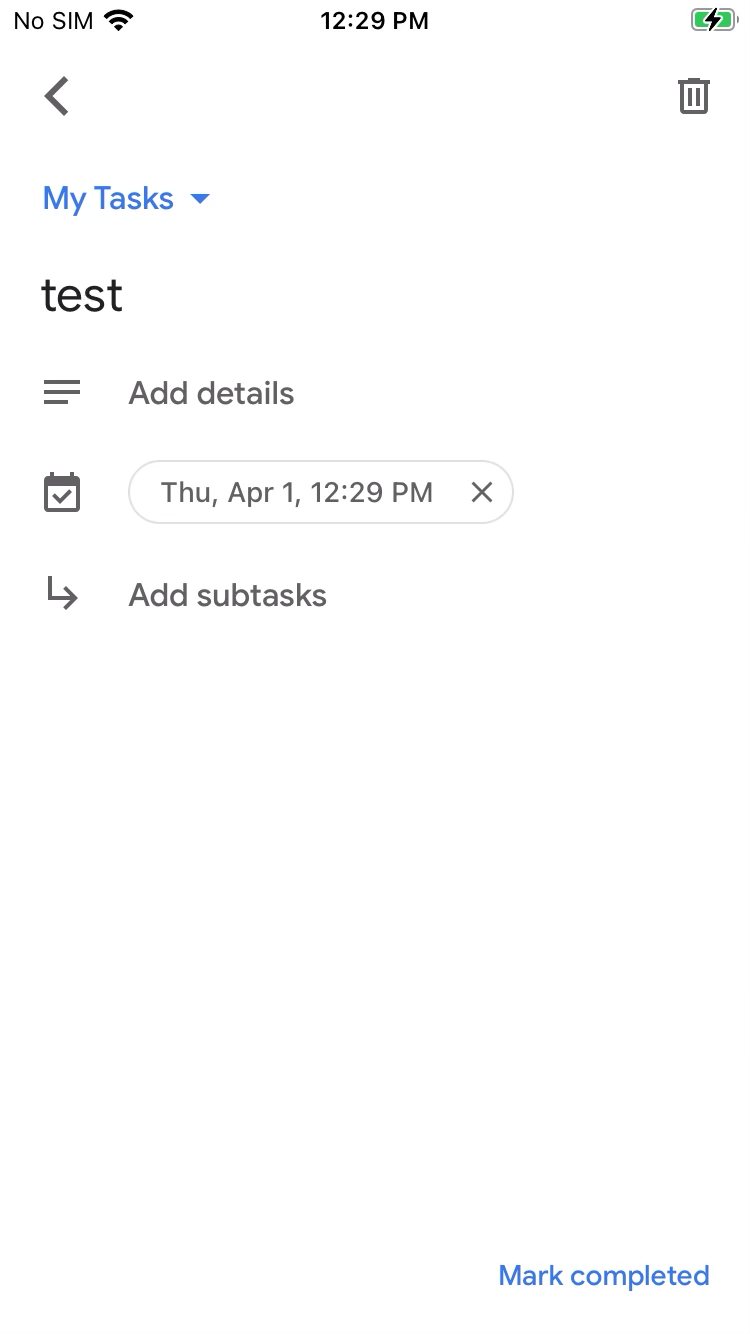 No SIM 12:29 PM
My Tasks
test
Add details
Thu, Apr 1, 12:29 PM
Add subtasks
Mark completed